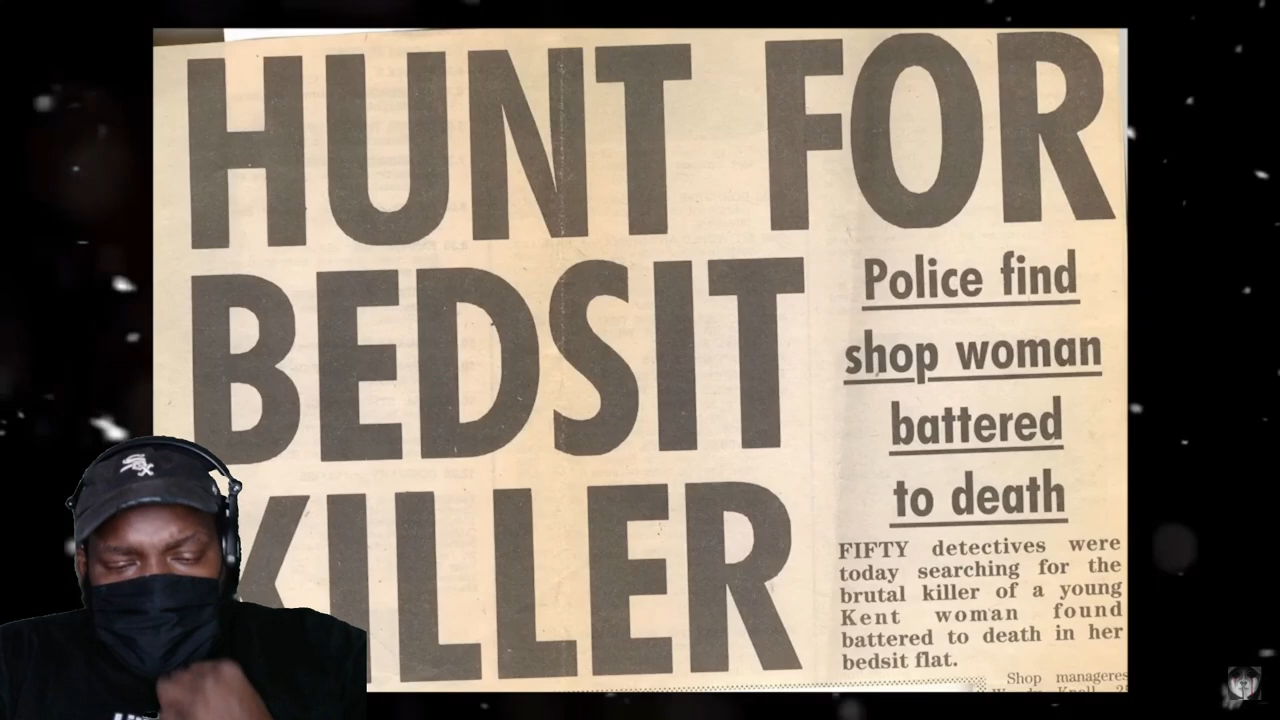 HUNT FOR
BEDSIT
KILLER
Police find
shop woman
battered
to death
FIFTY detectives were
today searching for the
brutal killer of a young
Kent woman found
battered to death in her
bedsit flat.
Shop manageres
Sox